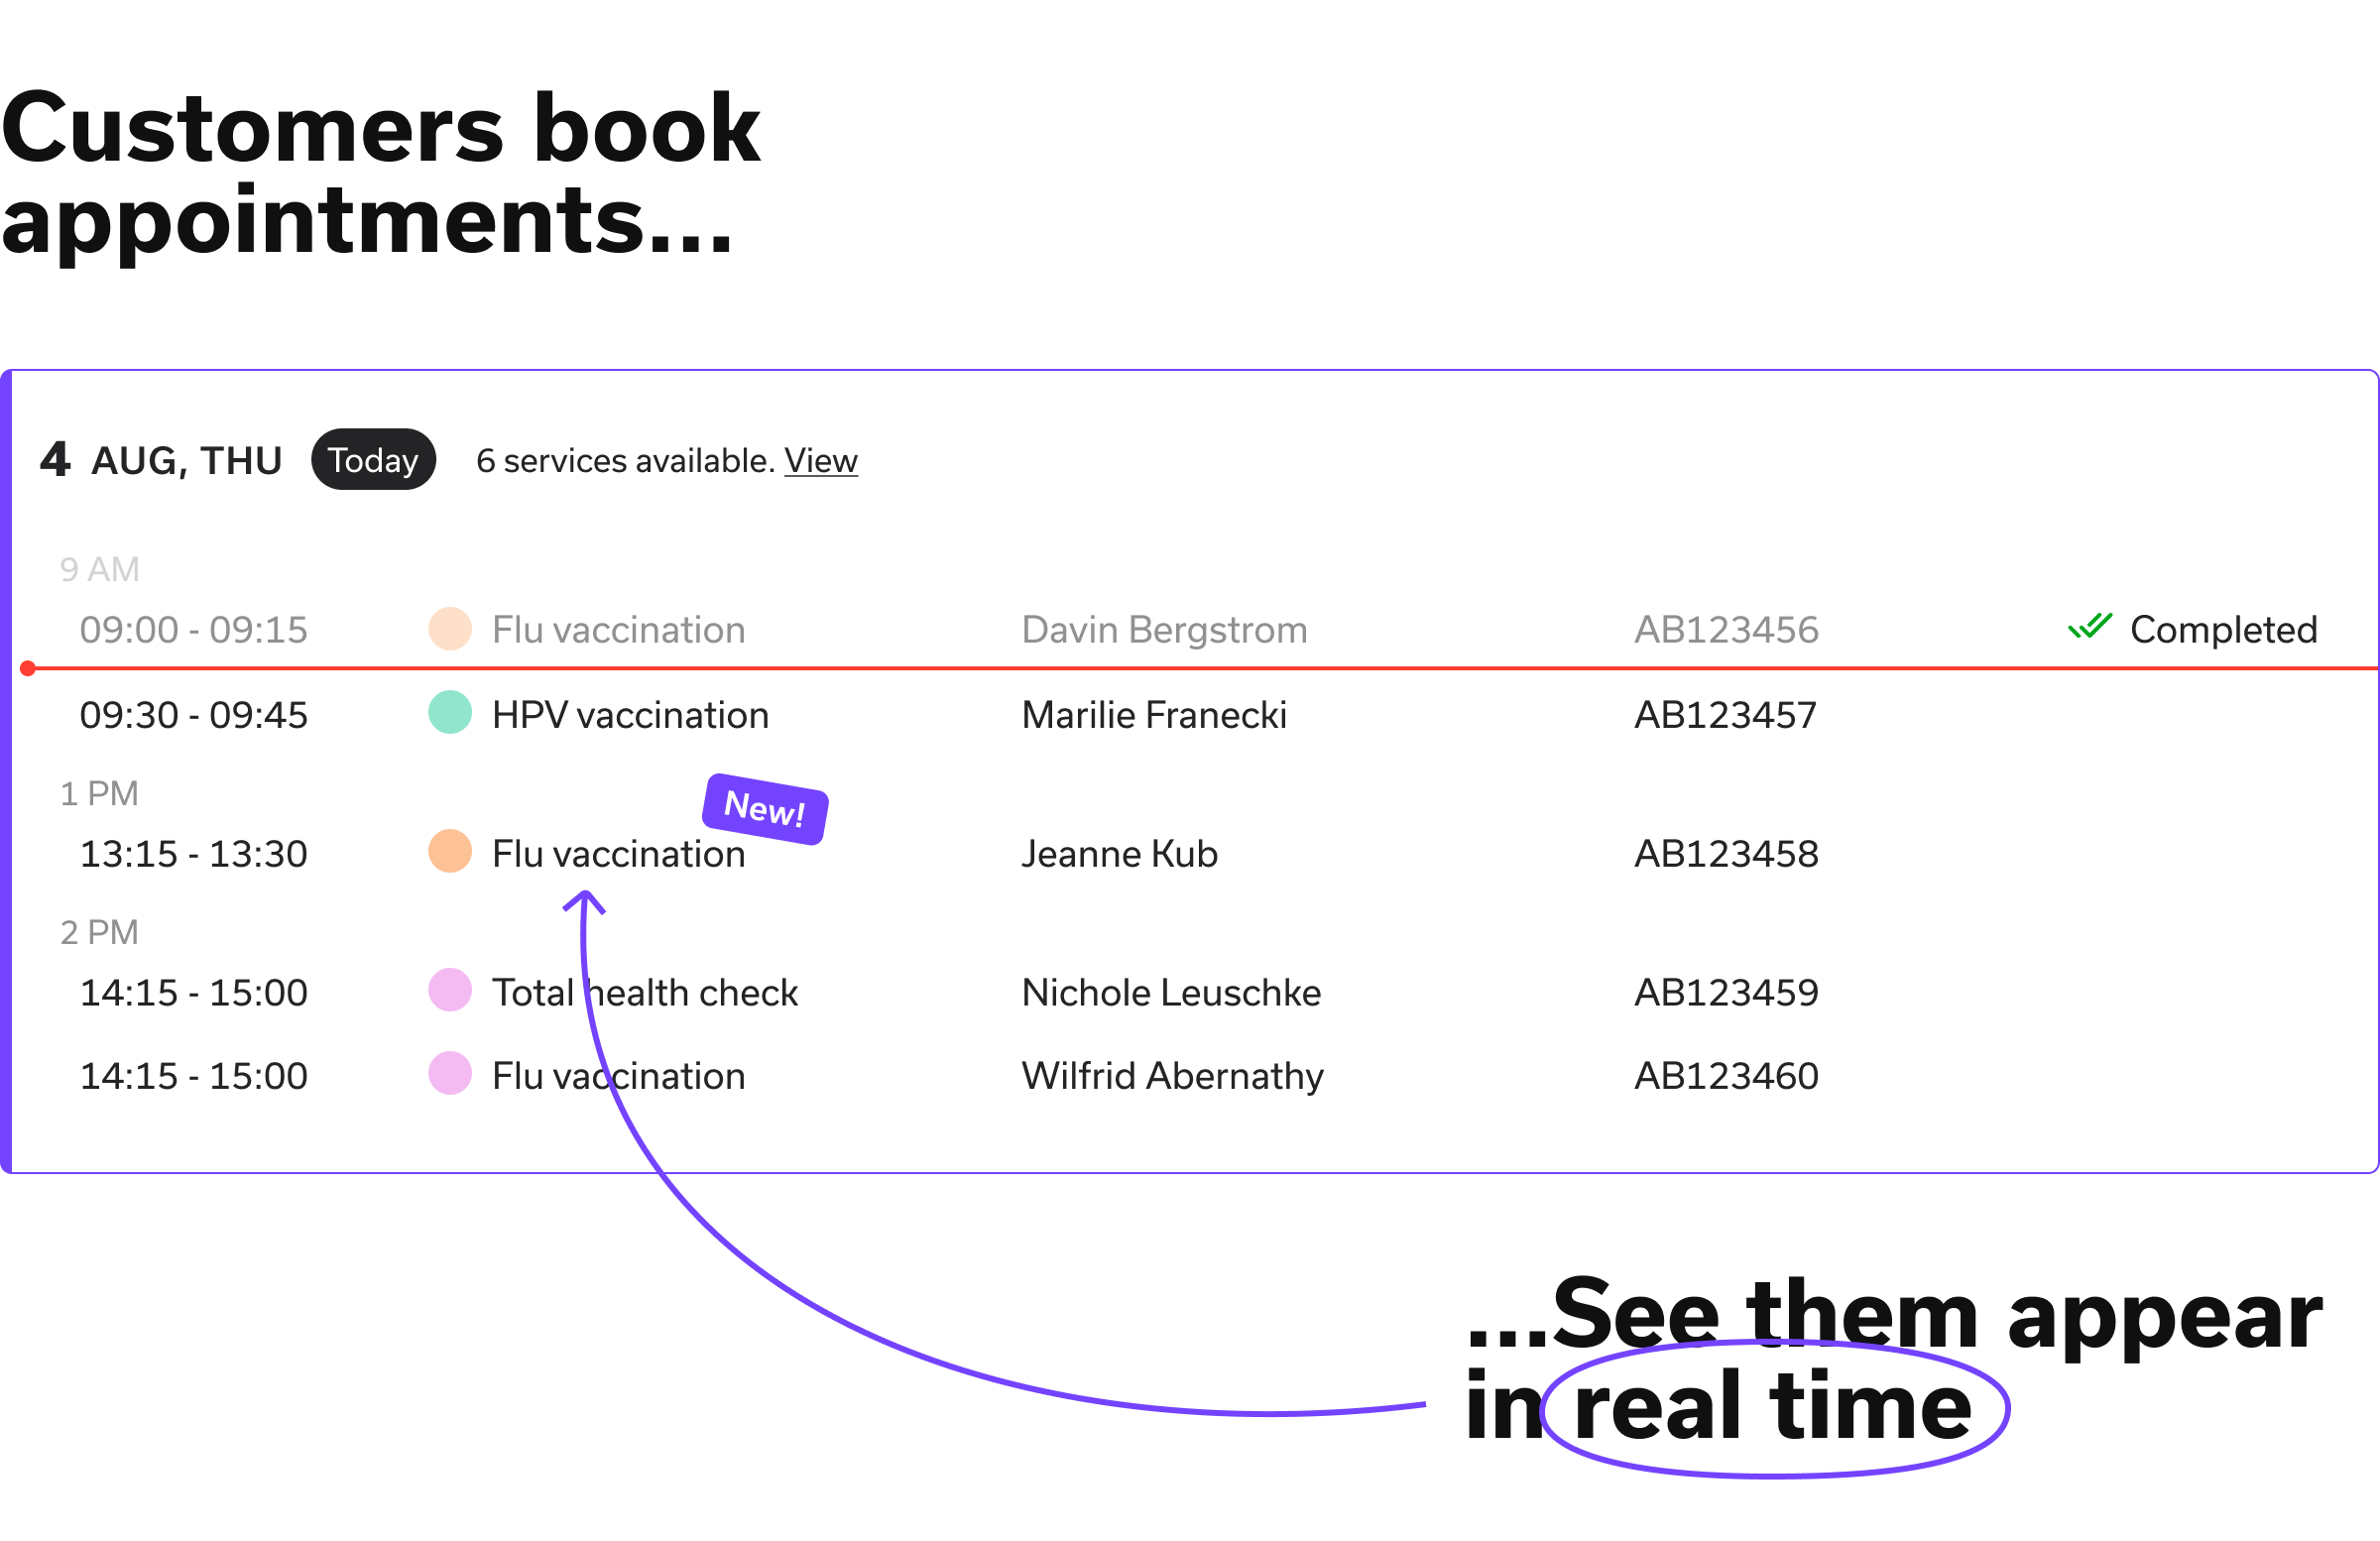 Customers book
appointments...
4 AUG, THU Today 6 services available. View
9 AM
09:00 - 09:15 Flu vaccination Davin Bergstrom AB123456 Completed
09:30 - 09:45 HPV vaccination Marilie Franecki AB123457
1 PM
New!
13:15 - 13:30 Flu vaccination Jeanne Kub AB123458
2 PM
14:15 - 15:00 Total health check Nichole Leuschke AB123459
14:15 - 15:00 Flu vaccination Wilfrid Abernathy AB123460
...See them appear
in real time